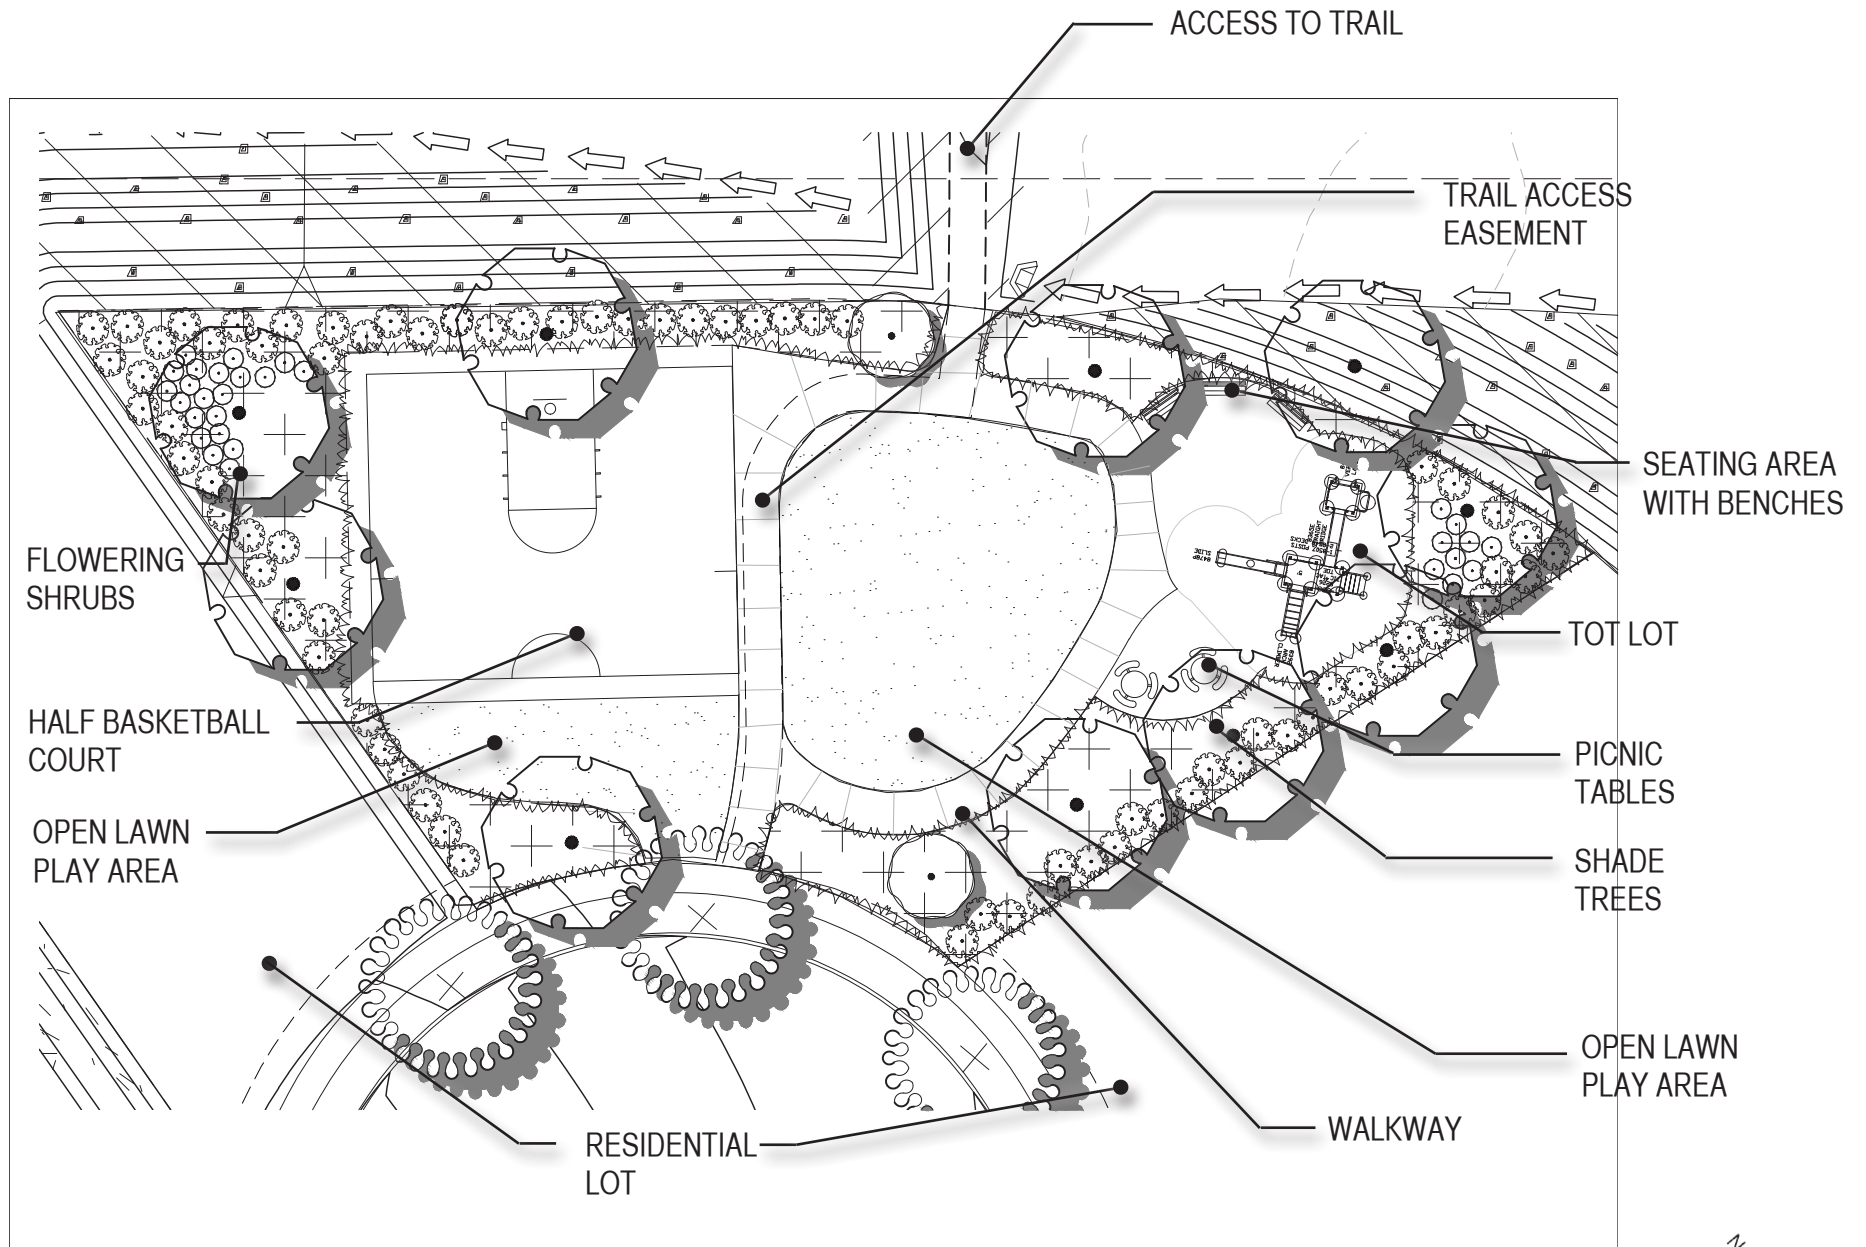 ACCESS TO TRAIL
TRAIL ACCESS
EASEMENT
SEATING AREA
WITH BENCHES
FLOWERING
SHRUBS
TOT LOT
HALF BASKETBALL
COURT
PICNIC
TABLES
OPEN LAWN
PLAY AREA
SHADE
TREES
OPEN LAWN
PLAY AREA
WALKWAY
RESIDENTIAL
LOT